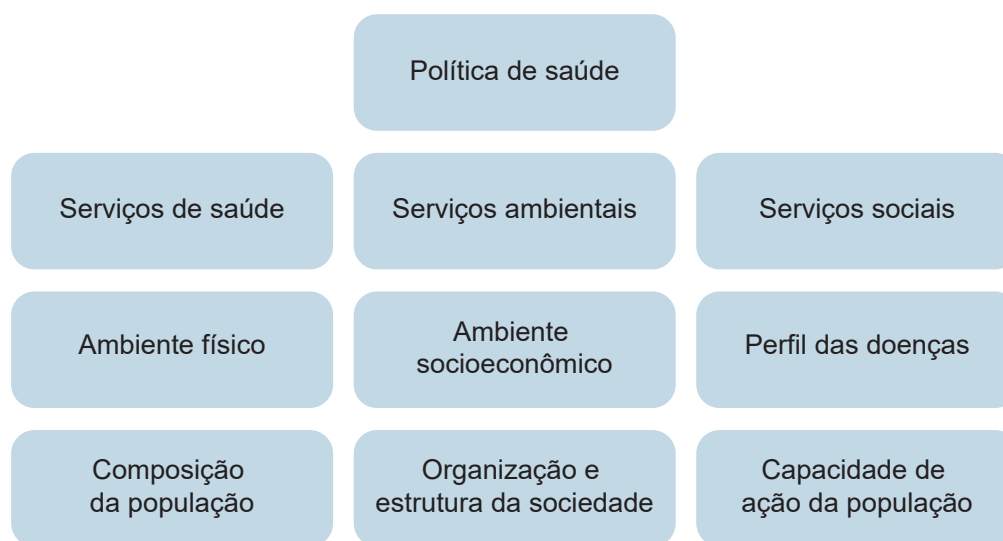 Política de saúde
Serviços de saúde
Serviços ambientais
Serviços sociais
Ambiente físico
Ambiente
socioeconômico
Perfil das doenças
Composição
da população
Organização e
estrutura da sociedade
Capacidade de
ação da população